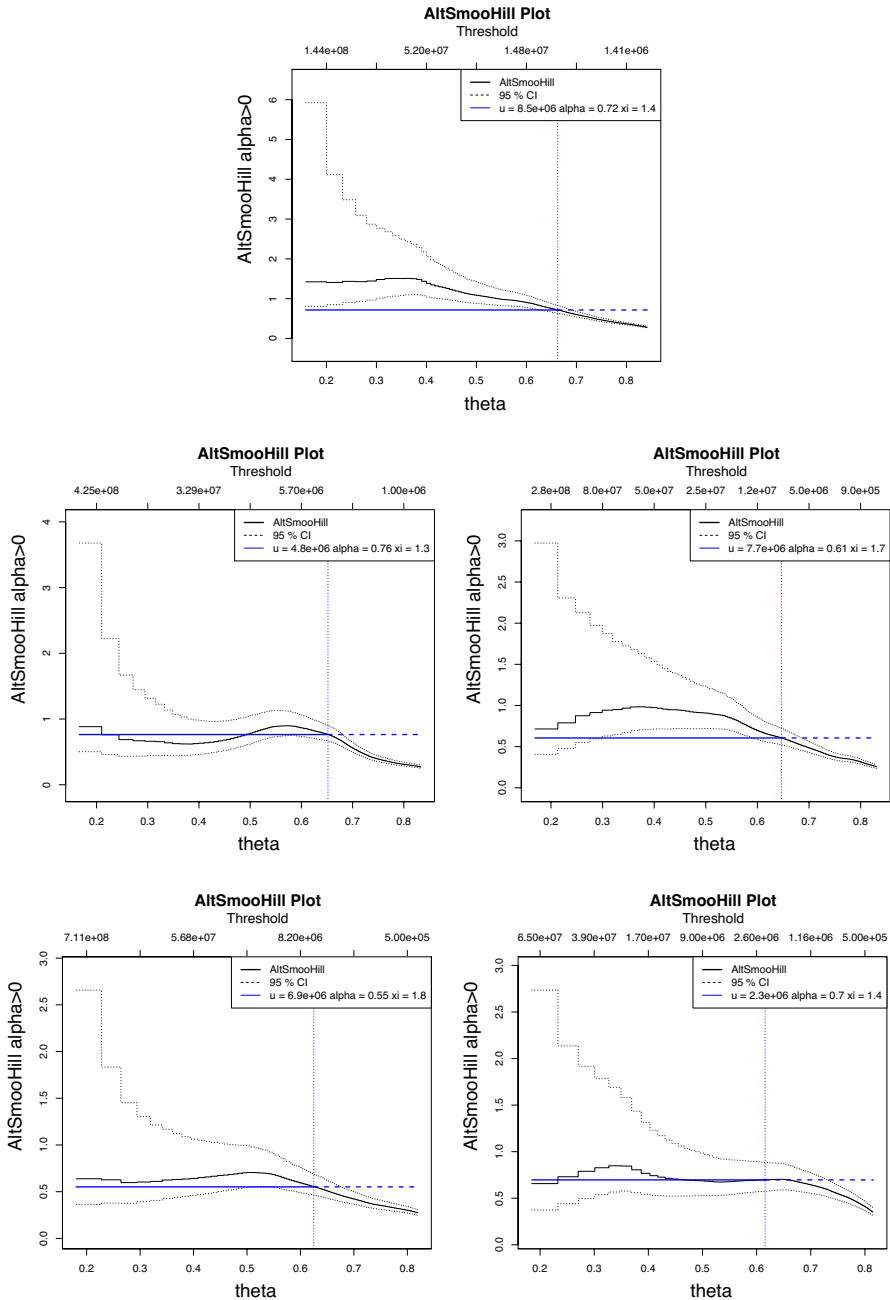 AltSmooHill Plot
Threshold
1.44e+08 5.20e+07 1.48e+07 1.41e+06
AltSmooHill
95 % CI
u = 8.5e+06 alpha = 0.72 xi = 1.4
AltSmooHill alpha>0
6
5
4
3
2
1
0
0.2 0.3 0.4 0.5 0.6 0.7 0.8
theta
AltSmooHill Plot
Threshold
4.25e+08 3.29e+07 5.70e+06 1.00e+06
AltSmooHill
95 % CI
u = 4.8e+06 alpha = 0.76 xi = 1.3
AltSmooHill alpha>0
4
3
2
1
0
0.2 0.3 0.4 0.5 0.6 0.7 0.8
theta
AltSmooHill Plot
Threshold
2.8e+08 8.0e+07 5.0e+07 2.5e+07 1.2e+07 5.0e+06 9.0e+05
AltSmooHill
95 % CI
u = 7.7e+06 alpha = 0.61 xi = 1.7
AltSmooHill alpha>0
3.0
2.5
2.0
1.5
1.0
0.5
0.0
0.2 0.3 0.4 0.5 0.6 0.7 0.8
theta
AltSmooHill Plot
Threshold
7.11e+08 5.68e+07 8.20e+06 5.00e+05
AltSmooHill
95 % CI
u = 6.9e+06 alpha = 0.55 xi = 1.8
AltSmooHill alpha>0
3.0
2.5
2.0
1.5
1.0
0.5
0.0
0.2 0.3 0.4 0.5 0.6 0.7 0.8
theta
AltSmooHill Plot
Threshold
6.50e+07 3.90e+07 1.70e+07 9.00e+06 2.60e+06 1.16e+06 5.00e+05
AltSmooHill
95 % CI
u = 2.3e+06 alpha = 0.7 xi = 1.4
AltSmooHill alpha>0
3.0
2.5
2.0
1.5
1.0
0.5
0.0
0.2 0.3 0.4 0.5 0.6 0.7 0.8
theta